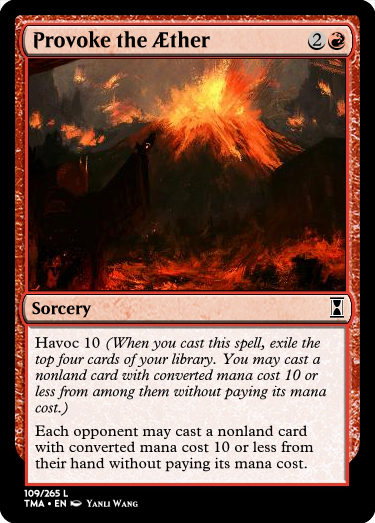 Provoke the Æther 2
Sorcery
Havoc 10 (When you cast this spell, exile the
top four cards of your library. You may cast a
nonland card with converted mana cost 10 or
less from among them without paying its mana
cost.)
Each opponent may cast a nonland card
with converted mana cost 10 or less from
their hand without paying its mana cost.
109/265 L
TMA • EN Yanli Wang